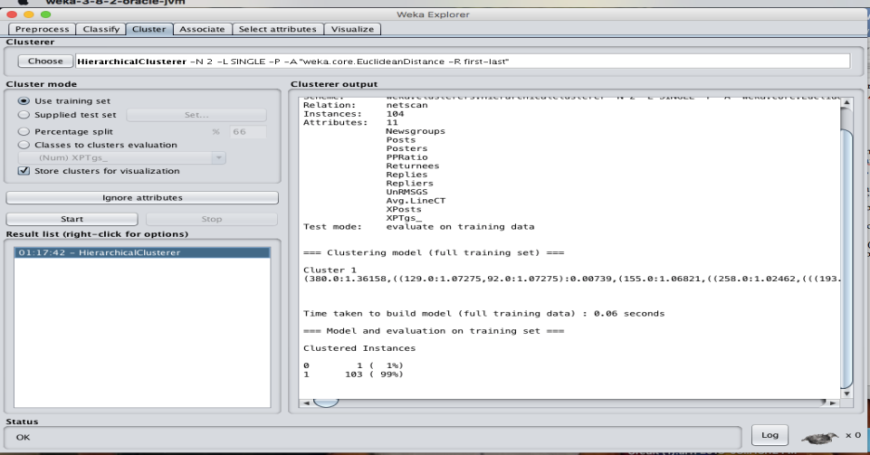 weka-3-8-2-oracle-jvm
Weka Explorer
Preprocess Classify Cluster Associate Select attributes Visualize
Clusterer
Choose HierarchicalClusterer -N 2 -L SINGLE -P -A "weka.core.EuclideanDistance -R first-last"
Cluster mode
Use training set
Supplied test set Set...
Percentage split % 66
Classes to clusters evaluation
(Num) XPTgs_
Store clusters for visualization
Ignore attributes
Start Stop
Result list (right-click for options)
01:17:42 - HierarchicalClusterer
Clusterer output
Relation: netscan
Instances: 104
Attributes: 11
Newsgroups
Posts
Posters
PPRatio
Returnees
Replies
Repliers
UnRMSGS
Avg.LineCT
XPosts
XPTgs_
Test mode: evaluate on training data
=== Clustering model (full training set) ===
Cluster 1
(380.0:1.36158,((129.0:1.07275,92.0:1.07275):0.00739,(155.0:1.06821,((258.0:1.02462,(((193.
Time taken to build model (full training data) : 0.06 seconds
=== Model and evaluation on training set ===
Clustered Instances
0 1 ( 1%)
1 103 ( 99%)
Status
OK
Log
x 0